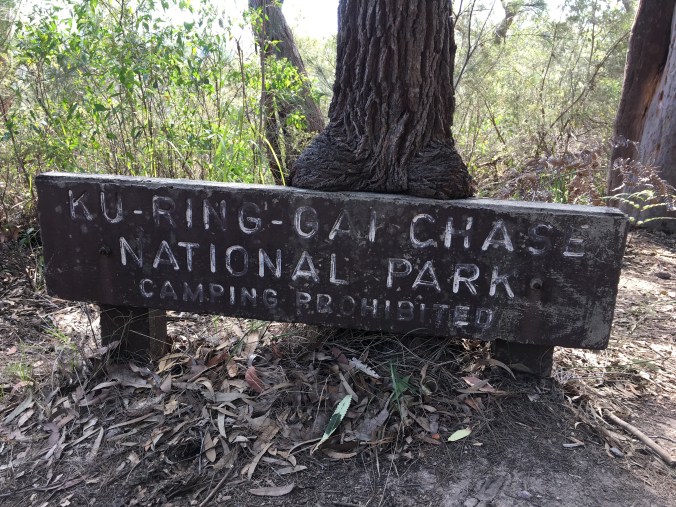 KU-RING-GAI CHASE
NATIONAL PARK
CAMPING PROHIBITED